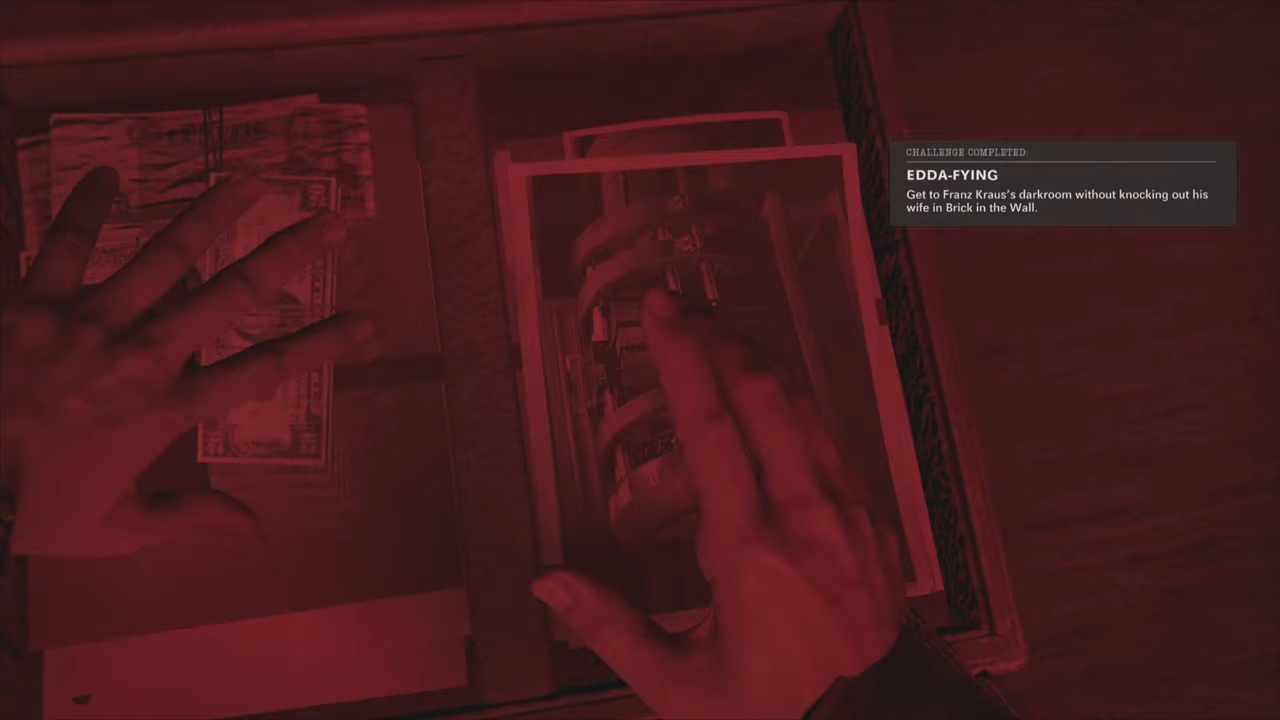 CHALLENGE COMPLETED:
EDDA-FYING
Get to Franz Kraus's darkroom without knocking out his
wife in Brick in the Wall.